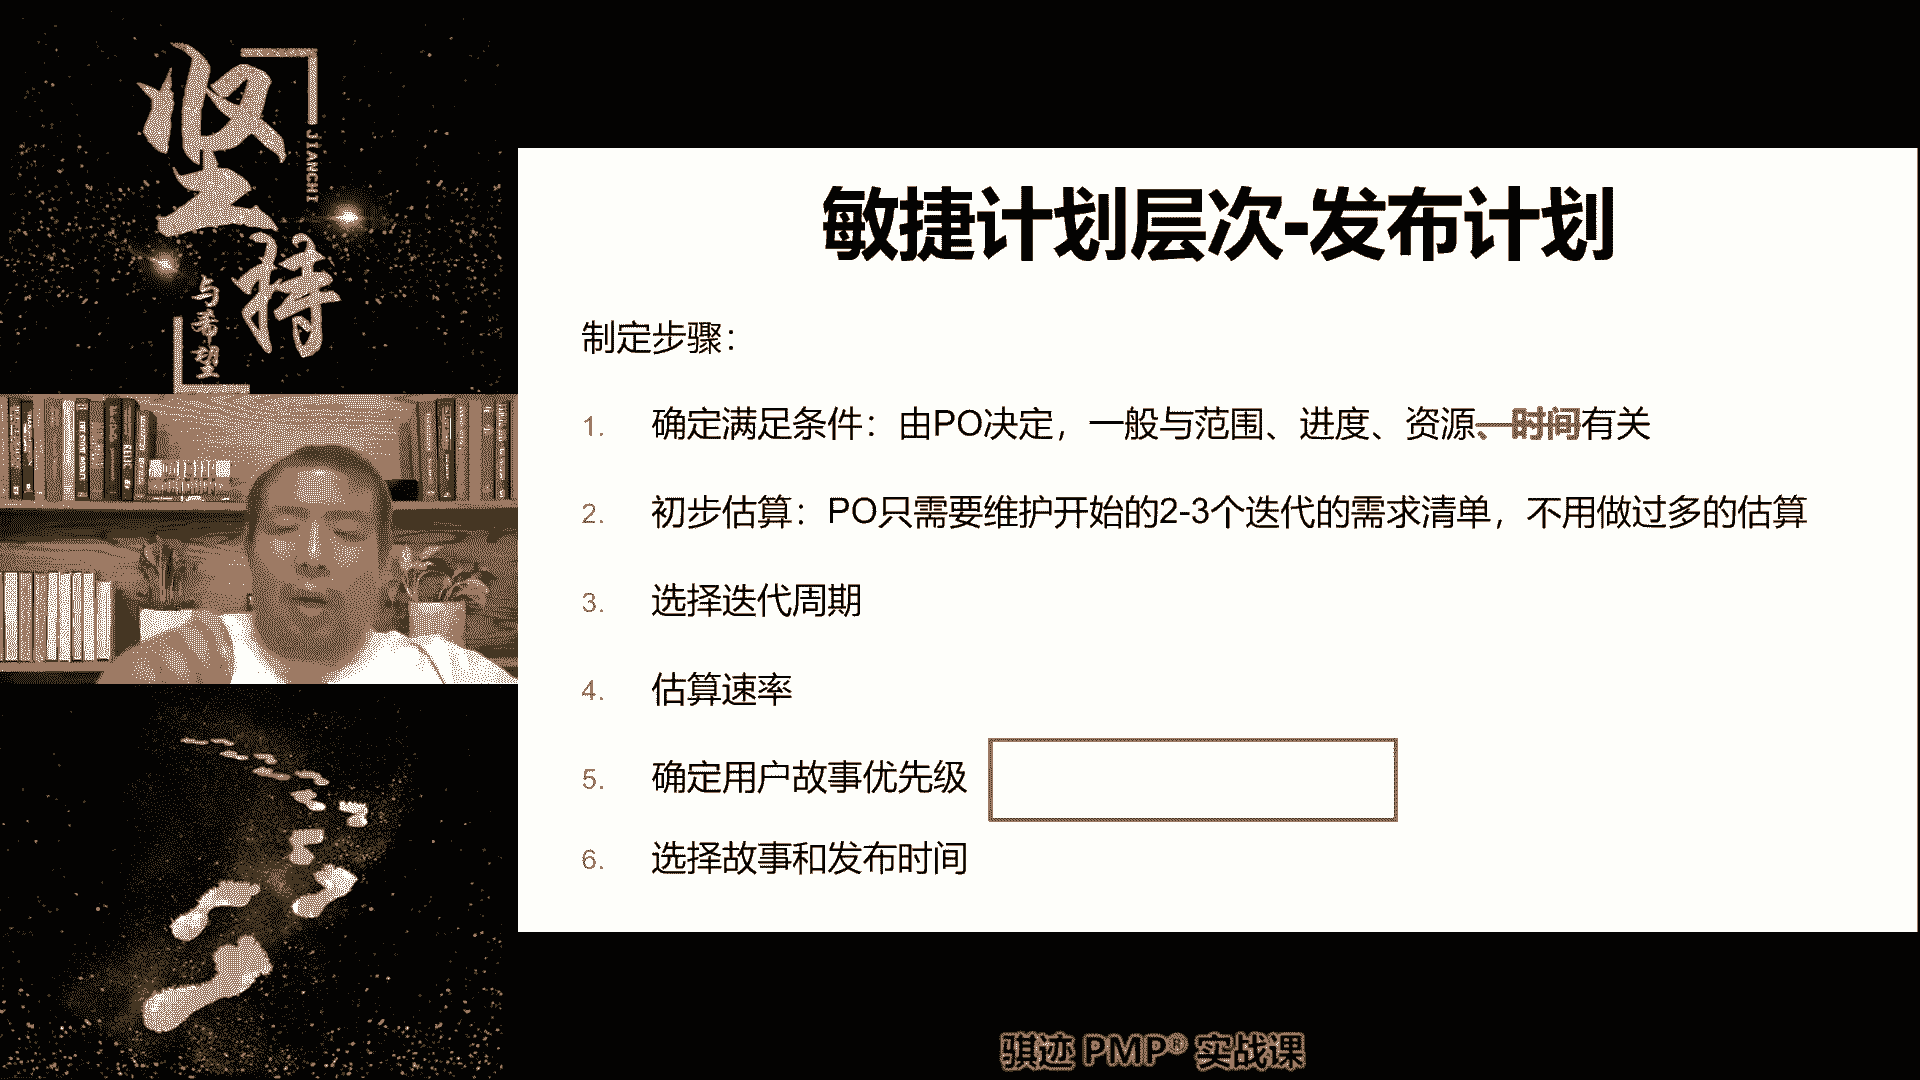 坚持
JIANCHI
与希望
敏捷计划层次-发布计划
制定步骤：
1. 确定满足条件：由PO决定，一般与范围、进度、资源、时间有关
2. 初步估算：PO只需要维护开始的2-3个迭代的需求清单，不用做过多的估算
3. 选择迭代周期
4. 估算速率
5. 确定用户故事优先级
6. 选择故事和发布时间
骐迹 PMP® 实战课